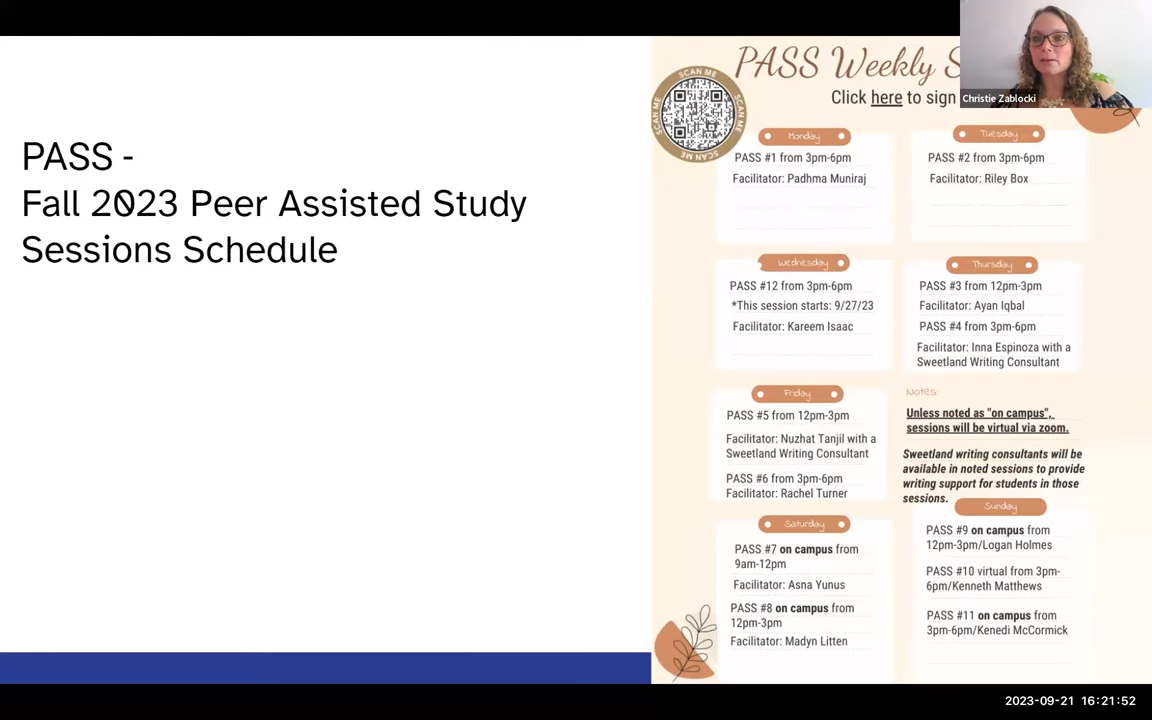 PASS -
Fall 2023 Peer Assisted Study
Sessions Schedule
SCAN ME
SCAN ME
SCAN ME
SCAN ME
PASS Weekly S
Click here to sign
Christie Zablocki
Monday
PASS #1 from 3pm-6pm
Facilitator: Padhma Muniraj
Tuesday
PASS #2 from 3pm-6pm
Facilitator: Riley Box
Wednesday
PASS #12 from 3pm-6pm
*This session starts: 9/27/23
Facilitator: Kareem Isaac
Thursday
PASS #3 from 12pm-3pm
Facilitator: Ayan Iqbal
PASS #4 from 3pm-6pm
Facilitator: Inna Espinoza with a
Sweetland Writing Consultant
Friday
PASS #5 from 12pm-3pm
Facilitator: Nuzhat Tanjil with a
Sweetland Writing Consultant
PASS #6 from 3pm-6pm
Facilitator: Rachel Turner
Notes:
Unless noted as "on campus",
sessions will be virtual via zoom.
Sweetland writing consultants will be
available in noted sessions to provide
writing support for students in those
sessions.
Saturday
PASS #7 on campus from
9am-12pm
Facilitator: Asna Yunus
PASS #8 on campus from
12pm-3pm
Facilitator: Madyn Litten
Sunday
PASS #9 on campus from
12pm-3pm/Logan Holmes
PASS #10 virtual from 3pm-
6pm/Kenneth Matthews
PASS #11 on campus from
3pm-6pm/Kenedi McCormick
2023-09-21 16:21:52